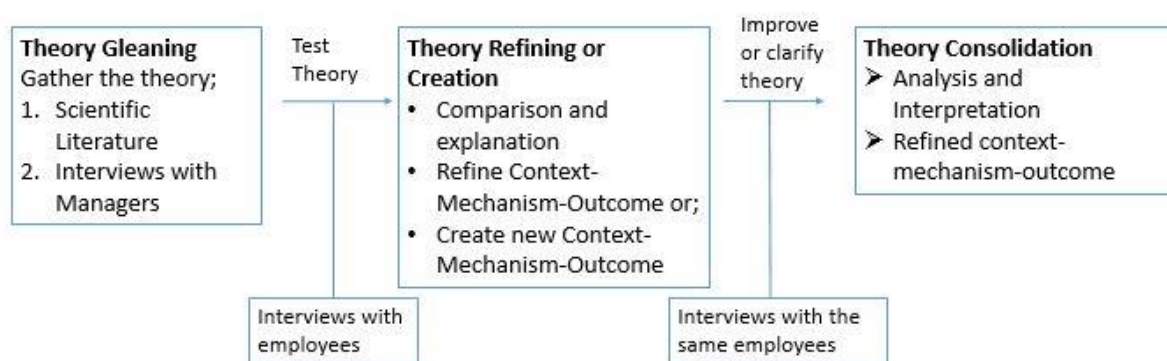 Theory Gleaning
Gather the theory;
1. Scientific
Literature
2. Interviews with
Managers
Test
Theory
Interviews with
employees
Theory Refining or
Creation
• Comparison and
explanation
• Refine Context-
Mechanism-Outcome or;
• Create new Context-
Mechanism-Outcome
Improve
or clarify
theory
Interviews with the
same employees
Theory Consolidation
➢ Analysis and
Interpretation
➢ Refined context-
mechanism-outcome